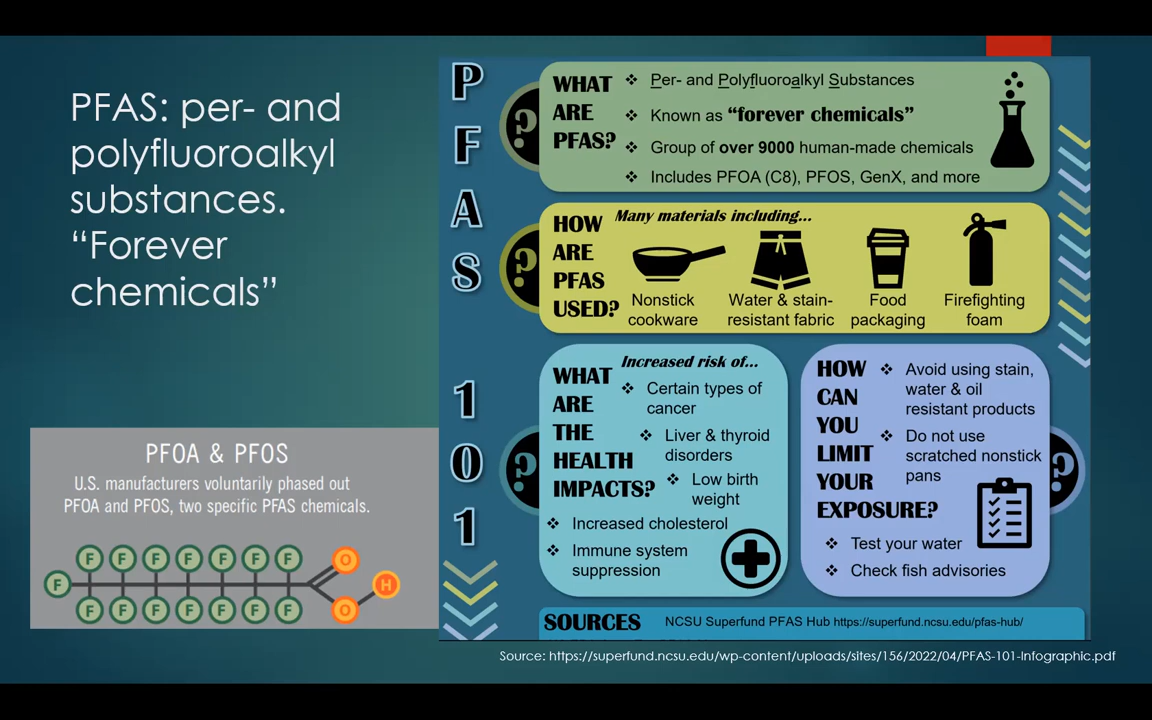 PFAS: per- and
polyfluoroalkyl
substances.
“Forever
chemicals”
PFOA & PFOS
U.S. manufacturers voluntarily phased out
PFOA and PFOS, two specific PFAS chemicals.
F F F F F F F O
F H
F F F F F F F O
P
F
A
S
1
0
1
?
WHAT
ARE
PFAS?
❖ Per- and Polyfluoroalkyl Substances
❖ Known as “forever chemicals”
❖ Group of over 9000 human-made chemicals
❖ Includes PFOA (C8), PFOS, GenX, and more
?
HOW
ARE
PFAS
USED?
Many materials including...
Nonstick
cookware
Water & stain-
resistant fabric
Food
packaging
Firefighting
foam
?
WHAT
ARE
THE
HEALTH
IMPACTS?
Increased risk of...
❖ Certain types of
cancer
❖ Liver & thyroid
disorders
❖ Low birth
weight
❖ Increased cholesterol
❖ Immune system
suppression
HOW
CAN
YOU
LIMIT
YOUR
EXPOSURE?
?
❖ Avoid using stain,
water & oil
resistant products
❖ Do not use
scratched nonstick
pans
❖ Test your water
❖ Check fish advisories
SOURCES NCSU Superfund PFAS Hub https://superfund.ncsu.edu/pfas-hub/
Source: https://superfund.ncsu.edu/wp-content/uploads/sites/156/2022/04/PFAS-101-Infographic.pdf